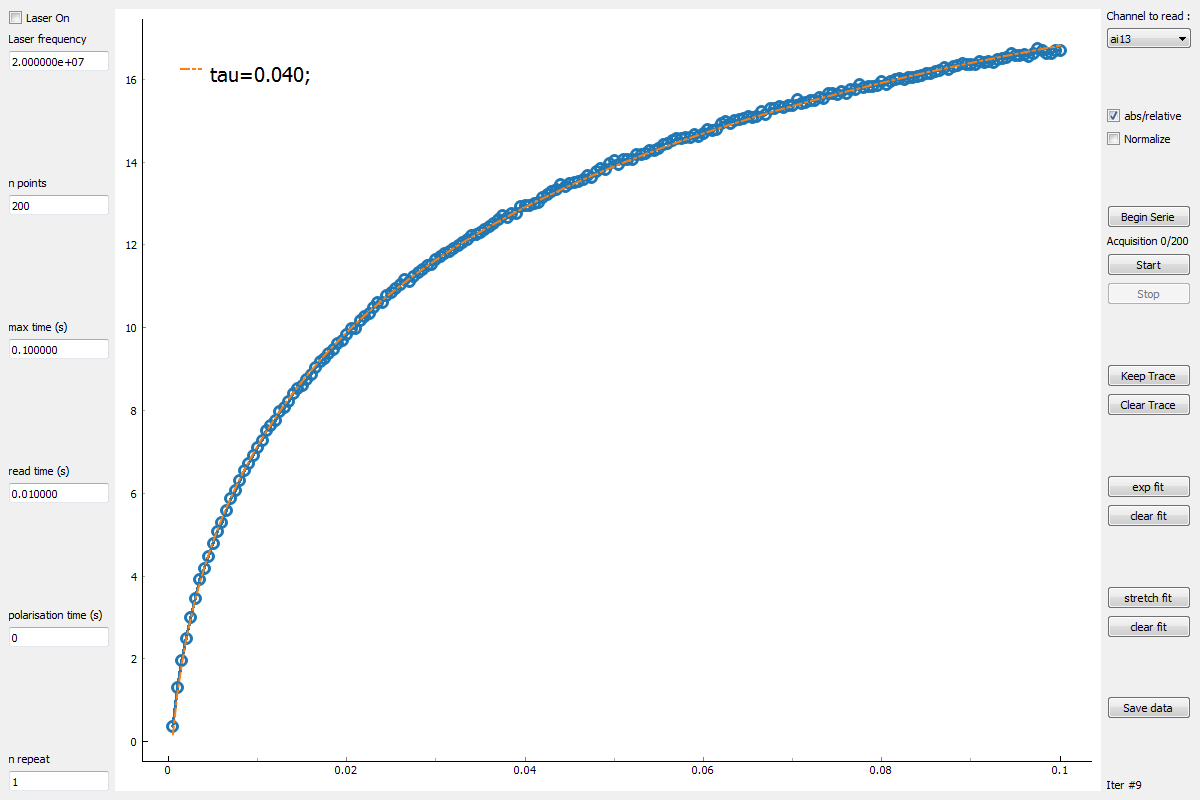 Laser On
Laser frequency
2.000000e+07
n points
200
max time (s)
0.100000
read time (s)
0.010000
polarisation time (s)
0
n repeat
1
tau=0.040;
16
14
12
10
8
6
4
2
0
0
0.02
0.04
0.06
0.08
0.1
Channel to read :
ai13
abs/relative
Normalize
Begin Serie
Acquisition 0/200
Start
Stop
Keep Trace
Clear Trace
exp fit
clear fit
stretch fit
clear fit
Save data
Iter #9